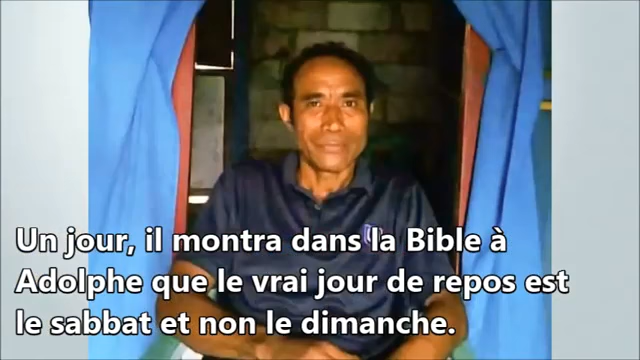 Un jour, il montra dans la Bible à
Adolphe que le vrai jour de repos est
le sabbat et non le dimanche.